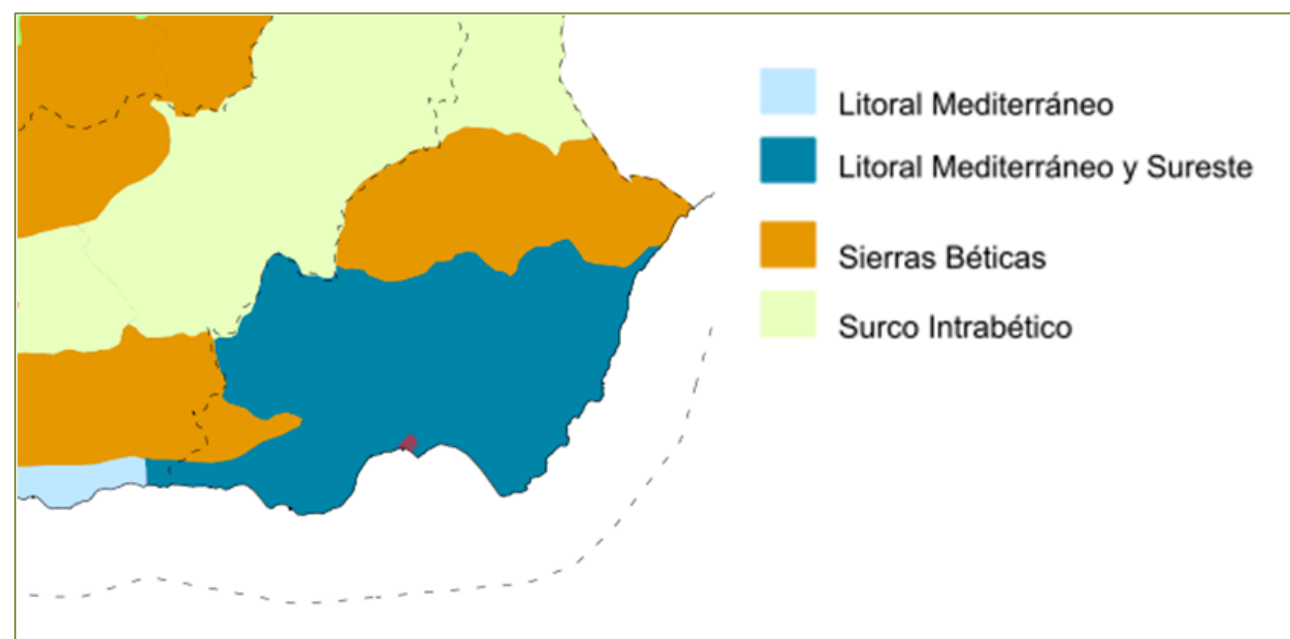 Litoral Mediterráneo
Litoral Mediterráneo y Sureste
Sierras Béticas
Surco Intrabético